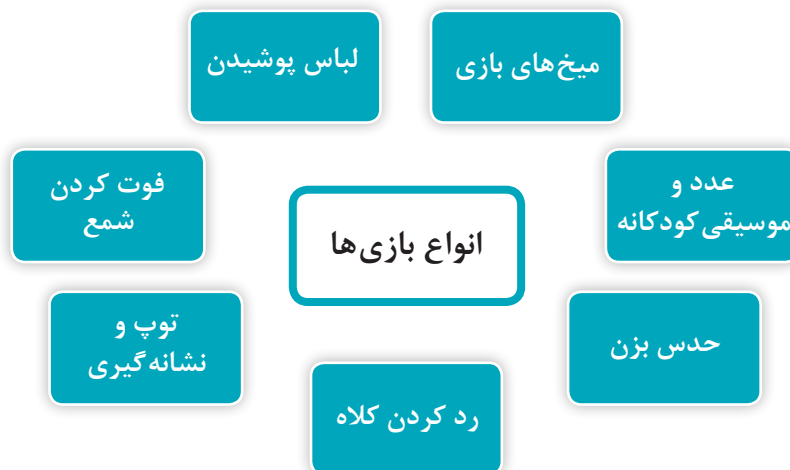 میخ‌های بازی
لباس پوشیدن
عدد و
موسیقی کودکانه
فوت کردن
شمع
انواع بازی‌ها
حدس بزن
توپ و
نشانه‌گیری
رد کردن کلاه